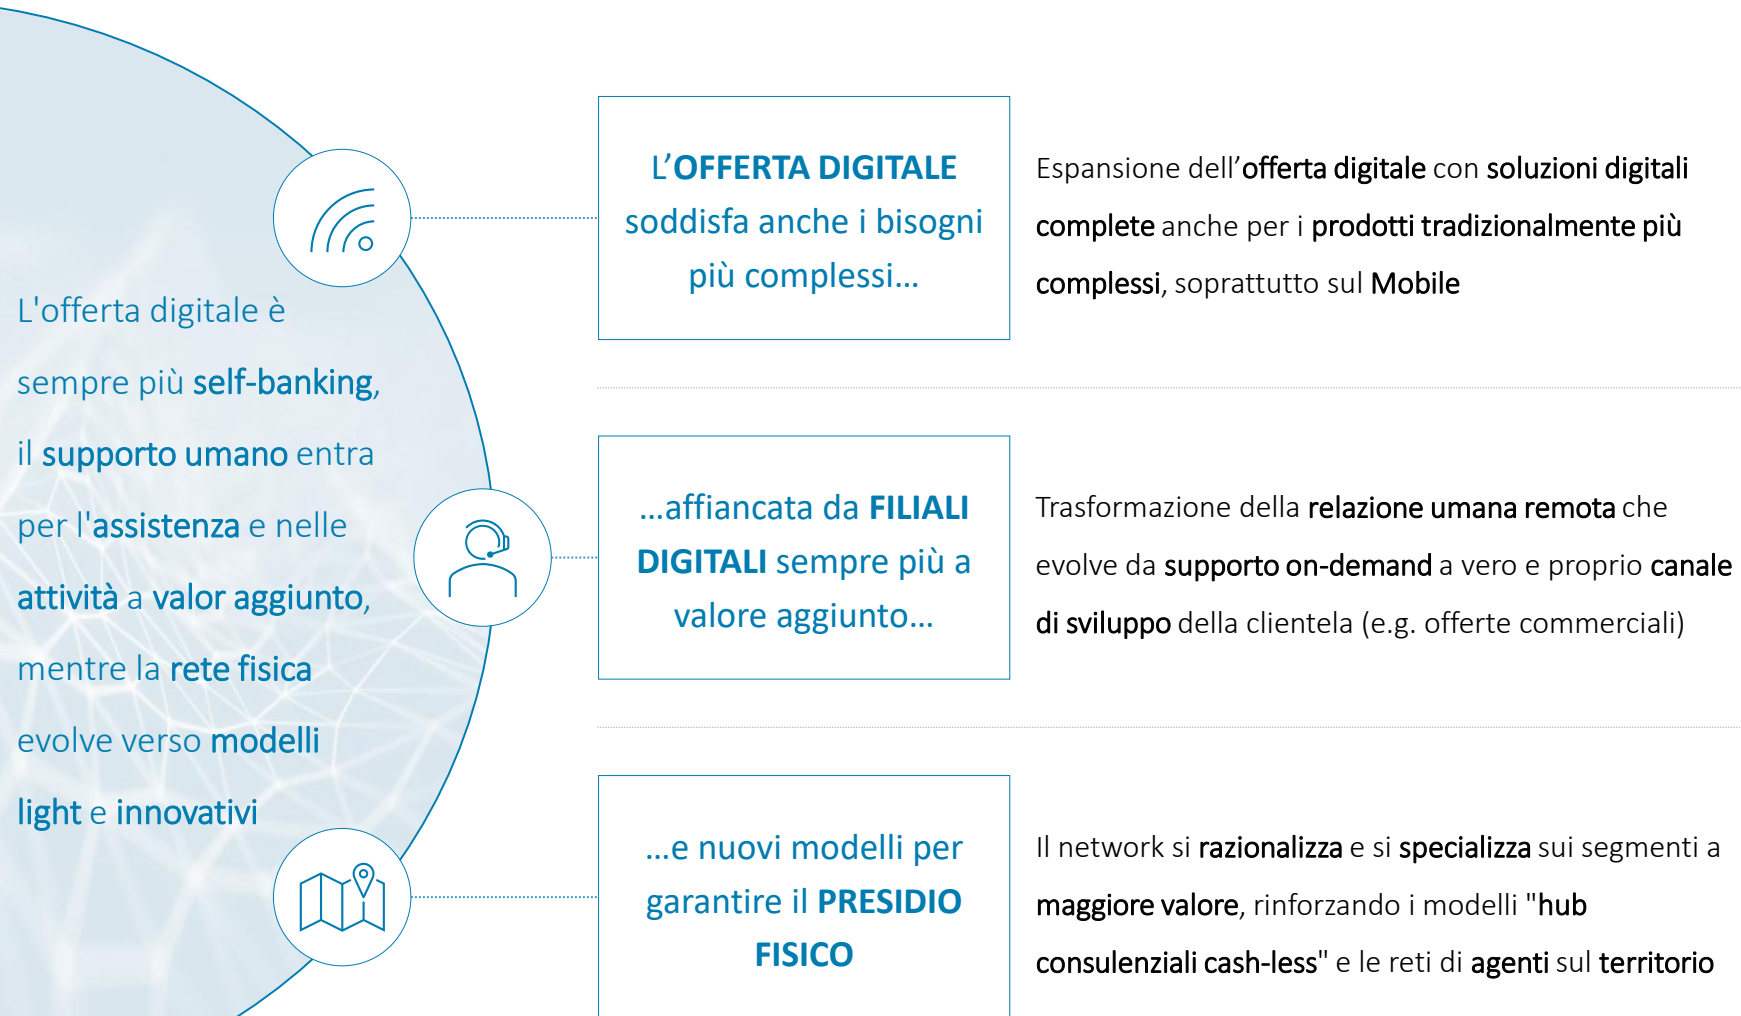 L'offerta digitale è
sempre più self-banking,
il supporto umano entra
per l'assistenza e nelle
attività a valor aggiunto,
mentre la rete fisica
evolve verso modelli
light e innovativi
L’OFFERTA DIGITALE
soddisfa anche i bisogni
più complessi…
Espansione dell’offerta digitale con soluzioni digitali
complete anche per i prodotti tradizionalmente più
complessi, soprattutto sul Mobile
…affiancata da FILIALI
DIGITALI sempre più a
valore aggiunto…
Trasformazione della relazione umana remota che
evolve da supporto on-demand a vero e proprio canale
di sviluppo della clientela (e.g. offerte commerciali)
…e nuovi modelli per
garantire il PRESIDIO
FISICO
Il network si razionalizza e si specializza sui segmenti a
maggiore valore, rinforzando i modelli "hub
consulenziali cash-less" e le reti di agenti sul territorio